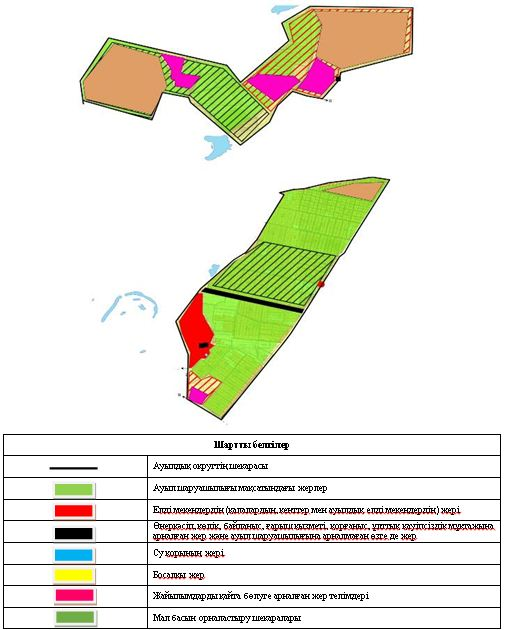 Шартты белгілер
Ауылдық округтің шекарасы
Ауыл шаруашылығы мақсатындағы жерлер
Елді мекендердің (қалалардың, кенттер мен ауылдық елді мекендердің) жері
Өнеркәсіп, көлік, байланыс, ғарыш қызметі, қорғаныс, ұлттық қауіпсіздік мұқтажына
арналған жер және ауыл шаруашылығына арналмаған өзге де жер
Су қорының жері
Босалқы жер
Жайылымдарды қайта бөлуге арналған жер телімдері
Мал басын орналастыру шекаралары